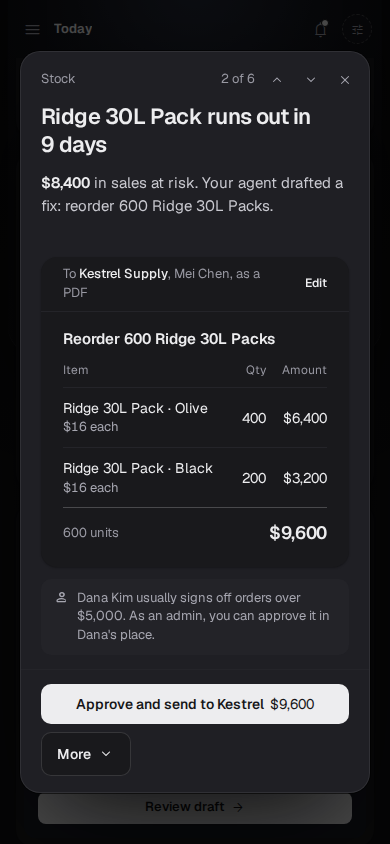 Today
Stock
2 of 6
Ridge 30L Pack runs out in
9 days
$8,400 in sales at risk. Your agent drafted a
fix: reorder 600 Ridge 30L Packs.
To Kestrel Supply, Mei Chen, as a
PDF
Edit
Reorder 600 Ridge 30L Packs
Item Qty Amount
Ridge 30L Pack · Olive 400 $6,400
$16 each
Ridge 30L Pack · Black 200 $3,200
$16 each
600 units $9,600
Dana Kim usually signs off orders over
$5,000. As an admin, you can approve it in
Dana's place.
Approve and send to Kestrel $9,600
More
Review draft →